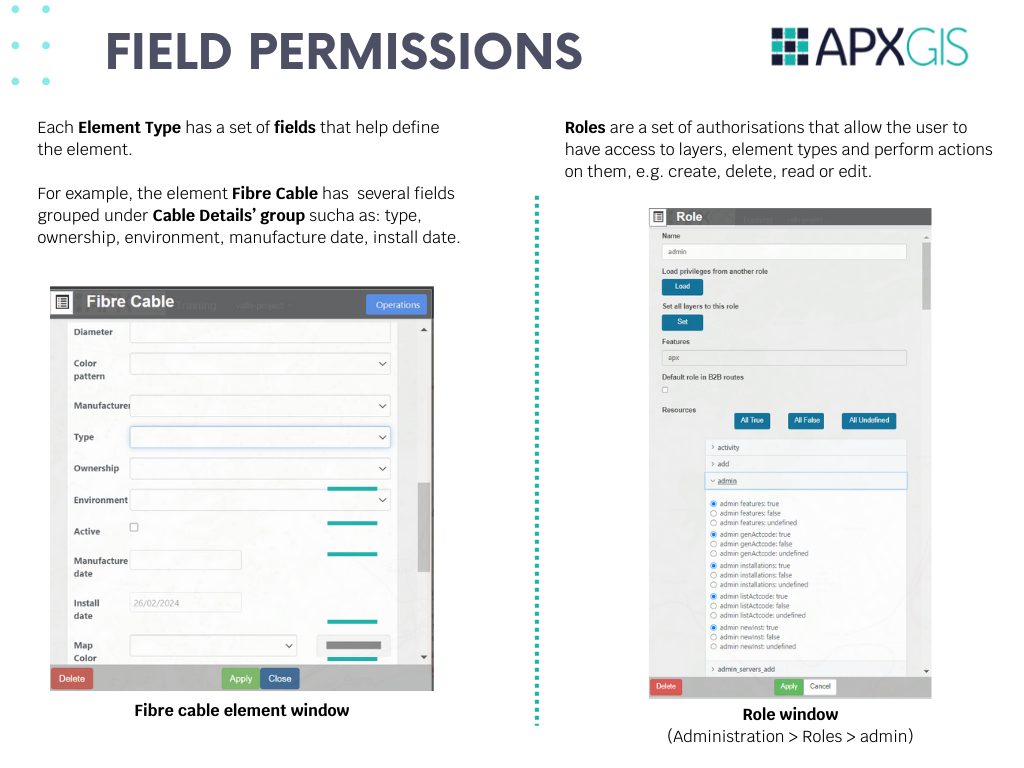 FIELD PERMISSIONS
APXGIS
Each Element Type has a set of fields that help define
the element.
For example, the element Fibre Cable has several fields
grouped under Cable Details’ group sucha as: type,
ownership, environment, manufacture date, install date.
Fibre Cable
Operations
Diameter
Color
pattern
Manufacturer
Type
Ownership
Environment
Active
Manufacture
date
Install
date
26/02/2024
Map
Color
Delete
Apply
Close
Fibre cable element window
Roles are a set of authorisations that allow the user to
have access to layers, element types and perform actions
on them, e.g. create, delete, read or edit.
Role
Name
admin
Load privileges from another role
Load
Set all layers to this role
Set
Features
apx
Default role in B2B routes
Resources
All True
All False
All Undefined
activity
add
admin
admin features: true
admin features: false
admin features: undefined
admin genActcode: true
admin genActcode: false
admin genActcode: undefined
admin installations: true
admin installations: false
admin installations: undefined
admin listActcode: true
admin listActcode: false
admin listActcode: undefined
admin newInst: true
admin newInst: false
admin newInst: undefined
admin_servers_add
Delete
Apply
Cancel
Role window
(Administration > Roles > admin)